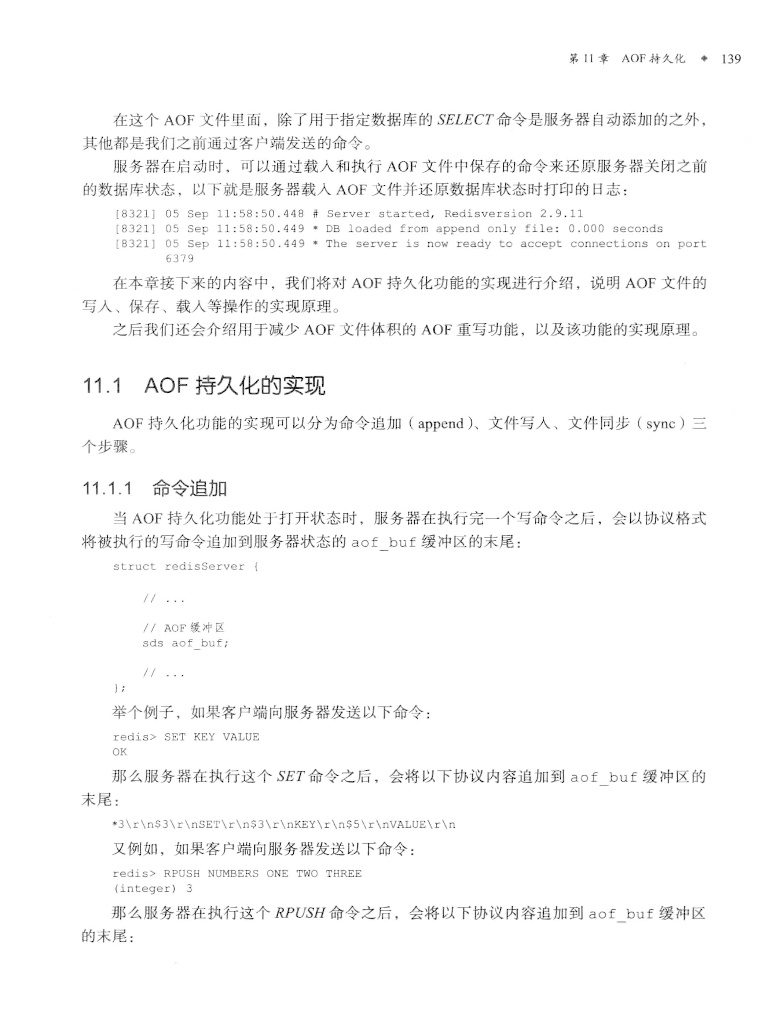 第 11 章 AOF 持久化 ◈ 139
在这个 AOF 文件里面，除了用于指定数据库的 SELECT 命令是服务器自动添加的之外，
其他都是我们之前通过客户端发送的命令。
服务器在启动时，可以通过载入和执行 AOF 文件中保存的命令来还原服务器关闭之前
的数据库状态，以下就是服务器载入 AOF 文件并还原数据库状态时打印的日志：
[8321] 05 Sep 11:58:50.448 # Server started, Redisversion 2.9.11
[8321] 05 Sep 11:58:50.449 * DB loaded from append only file: 0.000 seconds
[8321] 05 Sep 11:58:50.449 * The server is now ready to accept connections on port
6379
在本章接下来的内容中，我们将对 AOF 持久化功能的实现进行介绍，说明 AOF 文件的
写入、保存、载入等操作的实现原理。
之后我们还会介绍用于减少 AOF 文件体积的 AOF 重写功能，以及该功能的实现原理。
11.1 AOF 持久化的实现
AOF 持久化功能的实现可以分为命令追加（append）、文件写入、文件同步（sync）三
个步骤。
11.1.1 命令追加
当 AOF 持久化功能处于打开状态时，服务器在执行完一个写命令之后，会以协议格式
将被执行的写命令追加到服务器状态的 aof_buf 缓冲区的末尾：
struct redisServer {
// ...
// AOF 缓冲区
sds aof_buf;
// ...
};
举个例子，如果客户端向服务器发送以下命令：
redis> SET KEY VALUE
OK
那么服务器在执行这个 SET 命令之后，会将以下协议内容追加到 aof_buf 缓冲区的
末尾：
*3\r\n$3\r\nSET\r\n$3\r\nKEY\r\n$5\r\nVALUE\r\n
又例如，如果客户端向服务器发送以下命令：
redis> RPUSH NUMBERS ONE TWO THREE
(integer) 3
那么服务器在执行这个 RPUSH 命令之后，会将以下协议内容追加到 aof_buf 缓冲区
的末尾：